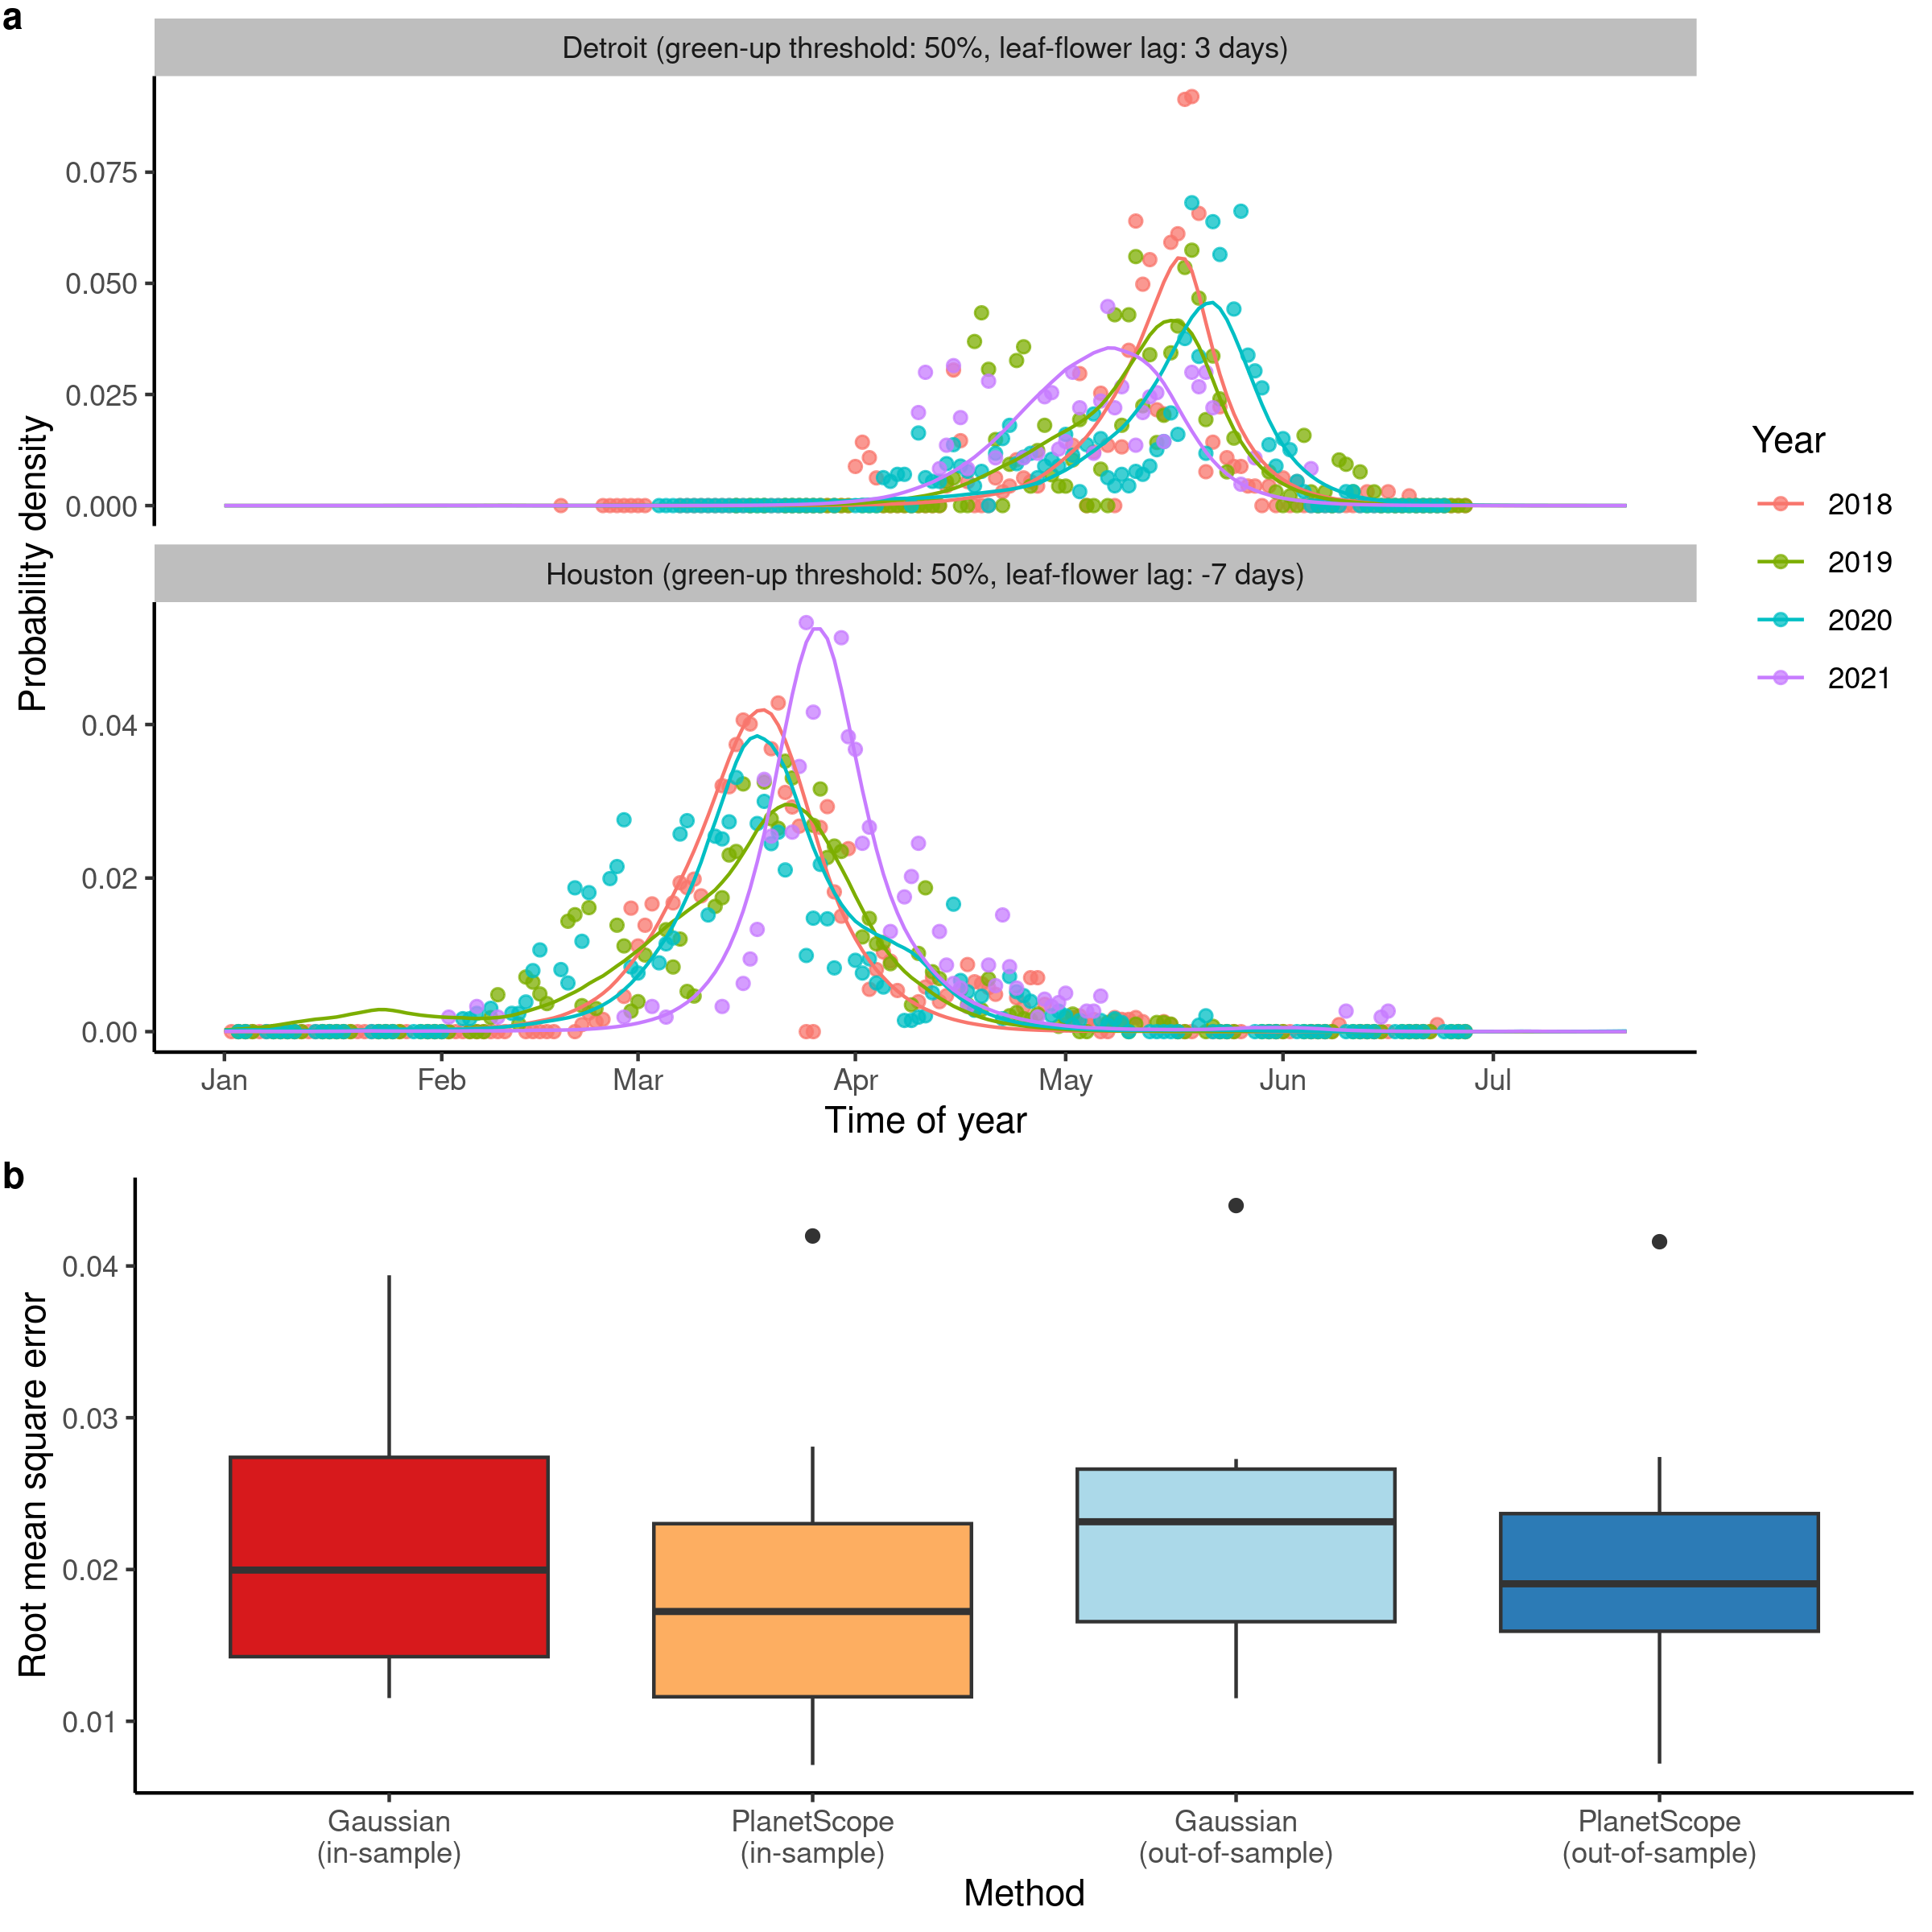 a
Detroit (green-up threshold: 50%, leaf-flower lag: 3 days)
0.075
0.050
0.025
0.000
Probability density
Houston (green-up threshold: 50%, leaf-flower lag: -7 days)
0.04
0.02
0.00
Jan Feb Mar Apr May Jun Jul
Time of year
Year
2018
2019
2020
2021
b
0.04
0.03
0.02
0.01
Root mean square error
Gaussian PlanetScope Gaussian PlanetScope
(in-sample) (in-sample) (out-of-sample) (out-of-sample)
Method